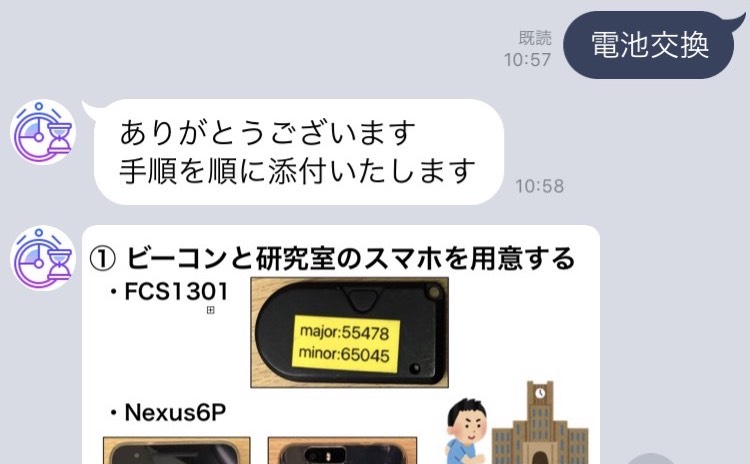 電池交換
既読
10:57
ありがとうございます
手順を順に添付いたします
10:58
① ビーコンと研究室のスマホを用意する
・FCS1301
major:55478
minor:65045
・Nexus6P